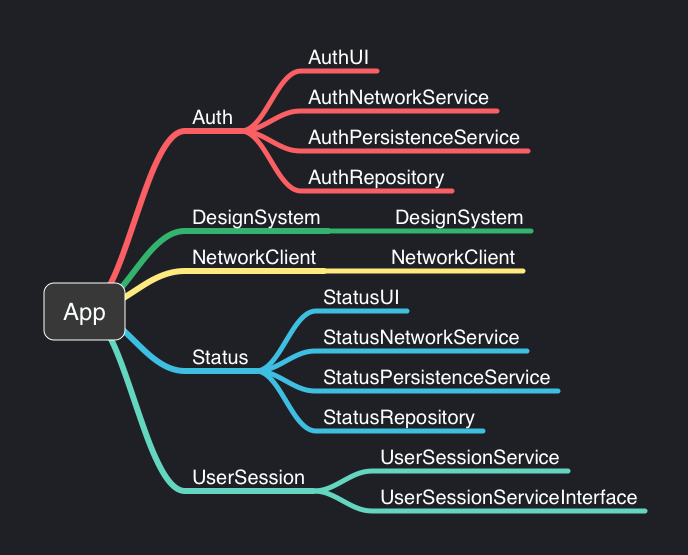 App
Auth
AuthUI
AuthNetworkService
AuthPersistenceService
AuthRepository
DesignSystem
DesignSystem
NetworkClient
NetworkClient
Status
StatusUI
StatusNetworkService
StatusPersistenceService
StatusRepository
UserSession
UserSessionService
UserSessionServiceInterface